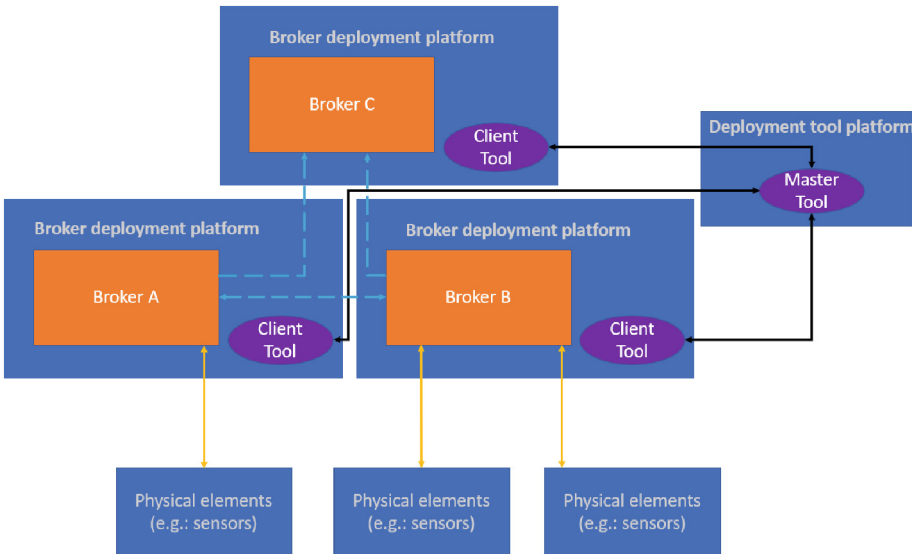 Broker deployment platform
Broker C
Client
Tool
Deployment tool platform
Master
Tool
Broker deployment platform
Broker A
Client
Tool
Broker deployment platform
Broker B
Client
Tool
Physical elements
(e.g.: sensors)
Physical elements
(e.g.: sensors)
Physical elements
(e.g.: sensors)